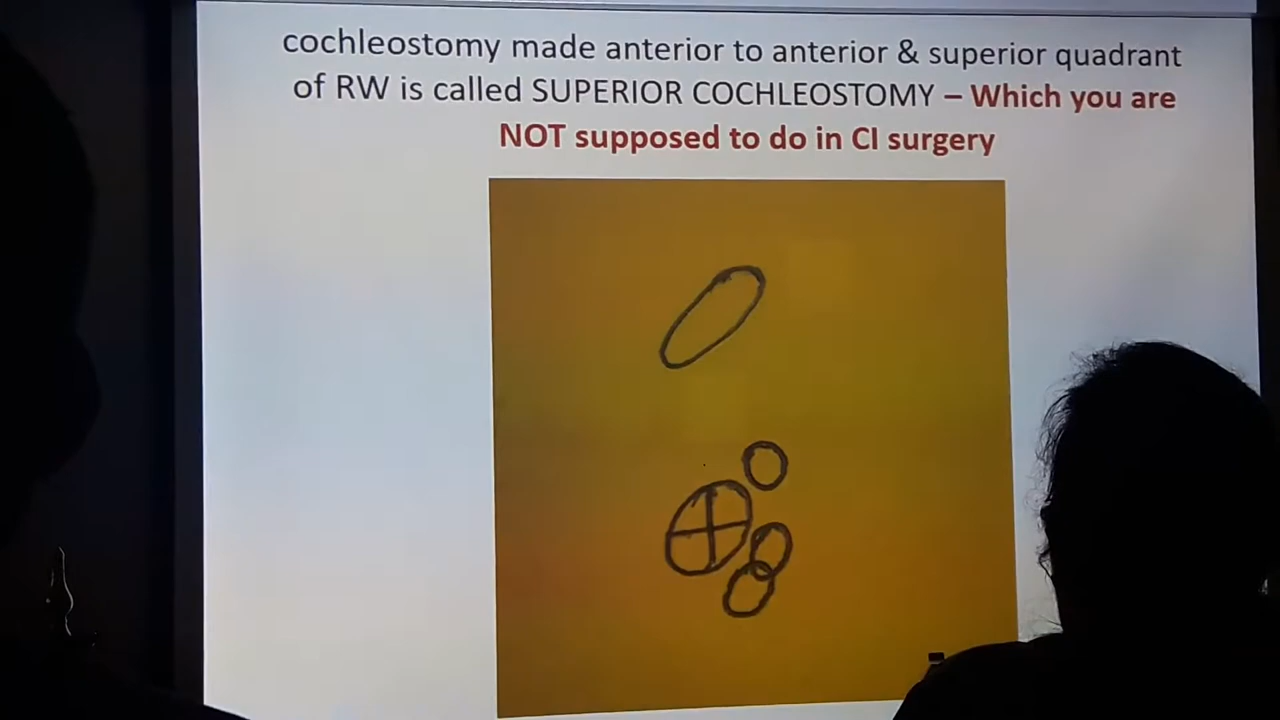 cochleostomy made anterior to anterior & superior quadrant
of RW is called SUPERIOR COCHLEOSTOMY – Which you are
NOT supposed to do in CI surgery